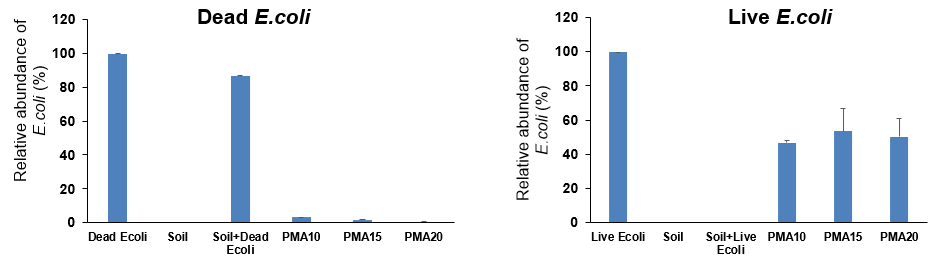 Dead E.coli
Relative abundance of
E.coli (%)
120
100
80
60
40
20
0
Dead Ecoli
Soil
Soil+Dead
Ecoli
PMA10
PMA15
PMA20
Live E.coli
Relative abundance of
E.coli (%)
120
100
80
60
40
20
0
Live Ecoli
Soil
Soil+Live
Ecoli
PMA10
PMA15
PMA20